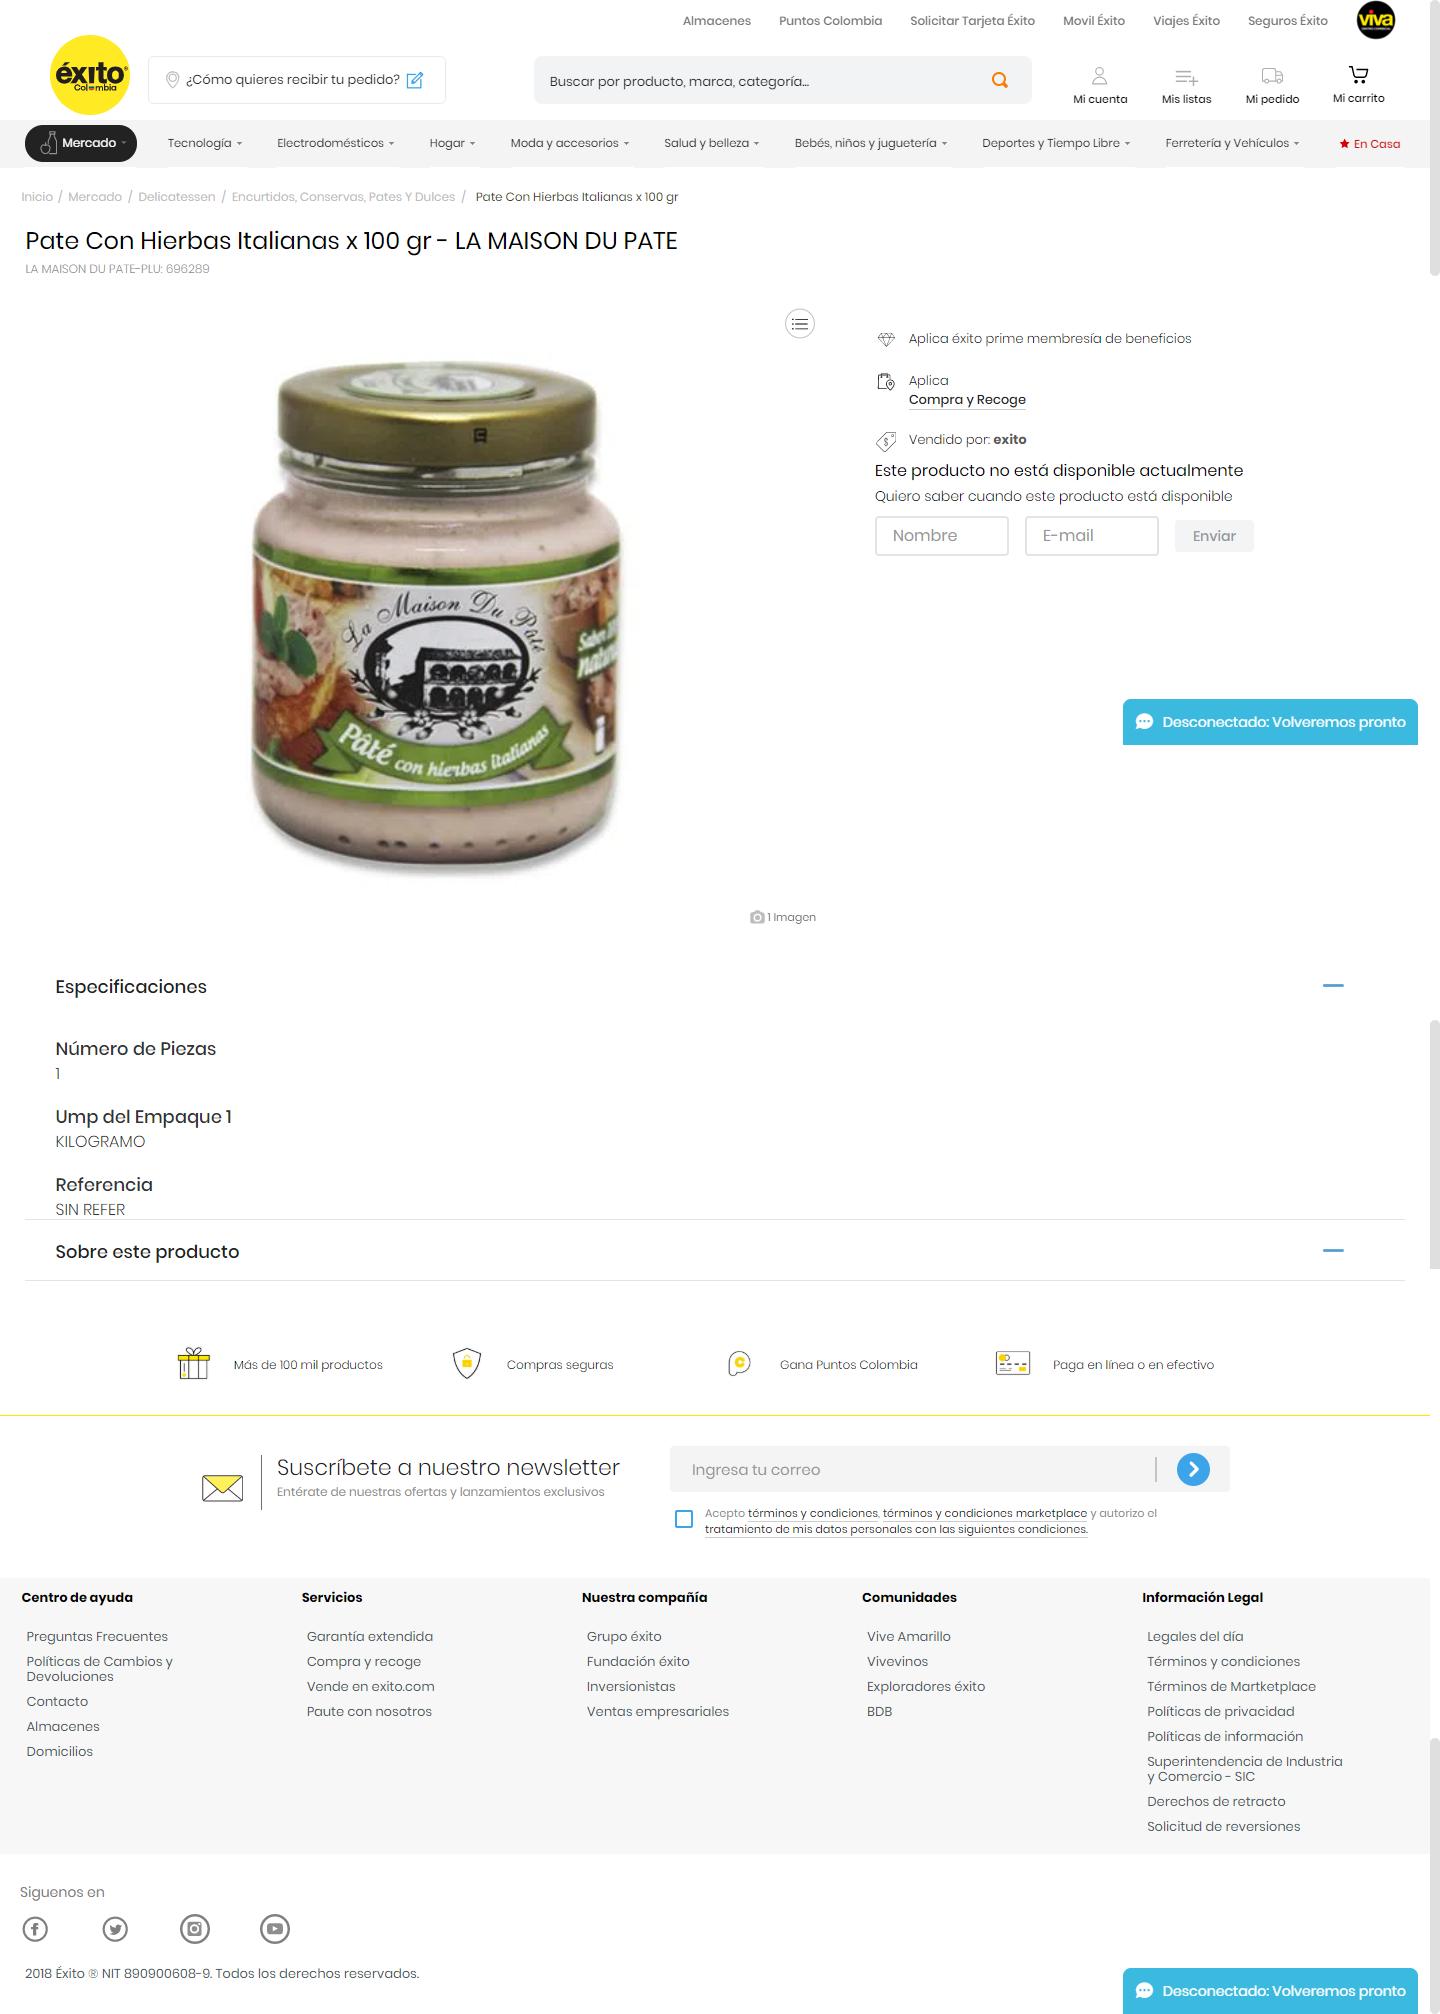 Almacenes Puntos Colombia Solicitar Tarjeta Éxito Movil Éxito Viajes Éxito Seguros Éxito viva
éxito
Colombia
¿Cómo quieres recibir tu pedido?
Buscar por producto, marca, categoría...
Mi cuenta Mis listas Mi pedido Mi carrito
Mercado Tecnología Electrodomésticos Hogar Moda y accesorios Salud y belleza Bebés, niños y juguetería Deportes y Tiempo Libre Ferretería y Vehículos En Casa
Inicio / Mercado / Delicatessen / Encurtidos, Conservas, Pates Y Dulces / Pate Con Hierbas Italianas x 100 gr
Pate Con Hierbas Italianas x 100 gr - LA MAISON DU PATE
LA MAISON DU PATE-PLU: 696289
La Maison Du Pâté
Pâté con hierbas italianas
1 Imagen
Aplica éxito prime membresía de beneficios
Aplica
Compra y Recoge
Vendido por: exito
Este producto no está disponible actualmente
Quiero saber cuando este producto está disponible
Nombre E-mail Enviar
Desconectado: Volveremos pronto
Especificaciones
Número de Piezas
1
Ump del Empaque 1
KILOGRAMO
Referencia
SIN REFER
Sobre este producto
Más de 100 mil productos Compras seguras Gana Puntos Colombia Paga en línea o en efectivo
Suscríbete a nuestro newsletter
Entérate de nuestras ofertas y lanzamientos exclusivos
Ingresa tu correo
Acepto términos y condiciones, términos y condiciones marketplace y autorizo el
tratamiento de mis datos personales con las siguientes condiciones.
Centro de ayuda
Preguntas Frecuentes
Políticas de Cambios y
Devoluciones
Contacto
Almacenes
Domicilios
Servicios
Garantía extendida
Compra y recoge
Vende en exito.com
Paute con nosotros
Nuestra compañía
Grupo éxito
Fundación éxito
Inversionistas
Ventas empresariales
Comunidades
Vive Amarillo
Vivevinos
Exploradores éxito
BDB
Información Legal
Legales del día
Términos y condiciones
Términos de Martketplace
Políticas de privacidad
Políticas de información
Superintendencia de Industria
y Comercio - SIC
Derechos de retracto
Solicitud de reversiones
Siguenos en
2018 Éxito ® NIT 890900608-9. Todos los derechos reservados.
Desconectado: Volveremos pronto